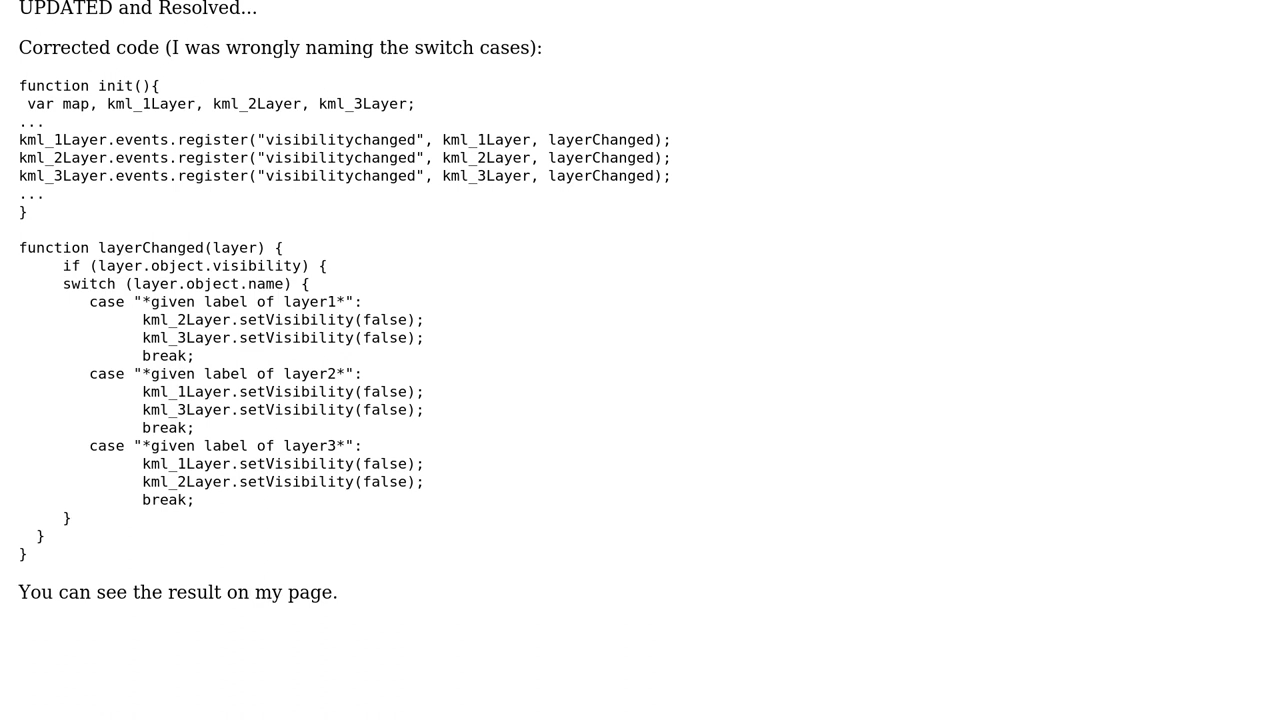 UPDATED and Resolved...
Corrected code (I was wrongly naming the switch cases):
function init(){
 var map, kml_1Layer, kml_2Layer, kml_3Layer;
...
kml_1Layer.events.register("visibilitychanged", kml_1Layer, layerChanged);
kml_2Layer.events.register("visibilitychanged", kml_2Layer, layerChanged);
kml_3Layer.events.register("visibilitychanged", kml_3Layer, layerChanged);
...
}

function layerChanged(layer) {
     if (layer.object.visibility) {
     switch (layer.object.name) {
        case "*given label of layer1*":
              kml_2Layer.setVisibility(false);
              kml_3Layer.setVisibility(false);
              break;
        case "*given label of layer2*":
              kml_1Layer.setVisibility(false);
              kml_3Layer.setVisibility(false);
              break;
        case "*given label of layer3*":
              kml_1Layer.setVisibility(false);
              kml_2Layer.setVisibility(false);
              break;
     }
  }
}
You can see the result on my page.